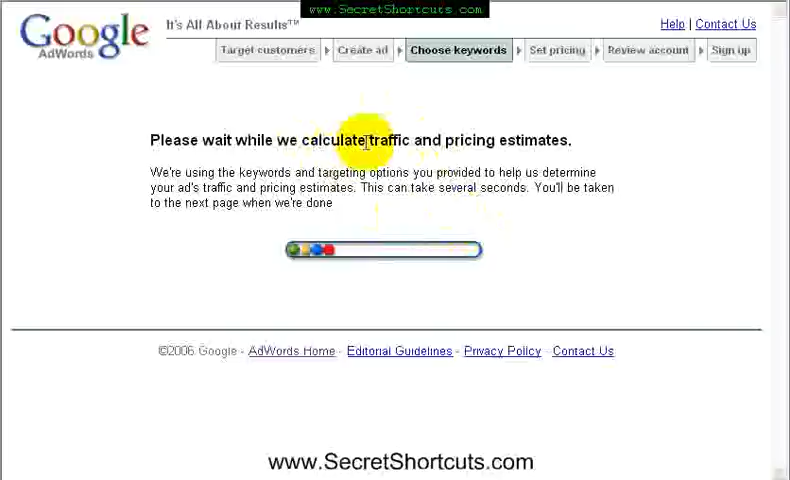 www.SecretShortcuts.com
Google
AdWords
It's All About Results™
Help | Contact Us
Target customers
Create ad
Choose keywords
Set pricing
Review account
Sign up
Please wait while we calculate traffic and pricing estimates.
We're using the keywords and targeting options you provided to help us determine
your ad's traffic and pricing estimates. This can take several seconds. You'll be taken
to the next page when we're done
©2006 Google - AdWords Home - Editorial Guidelines - Privacy Policy - Contact Us
www.SecretShortcuts.com